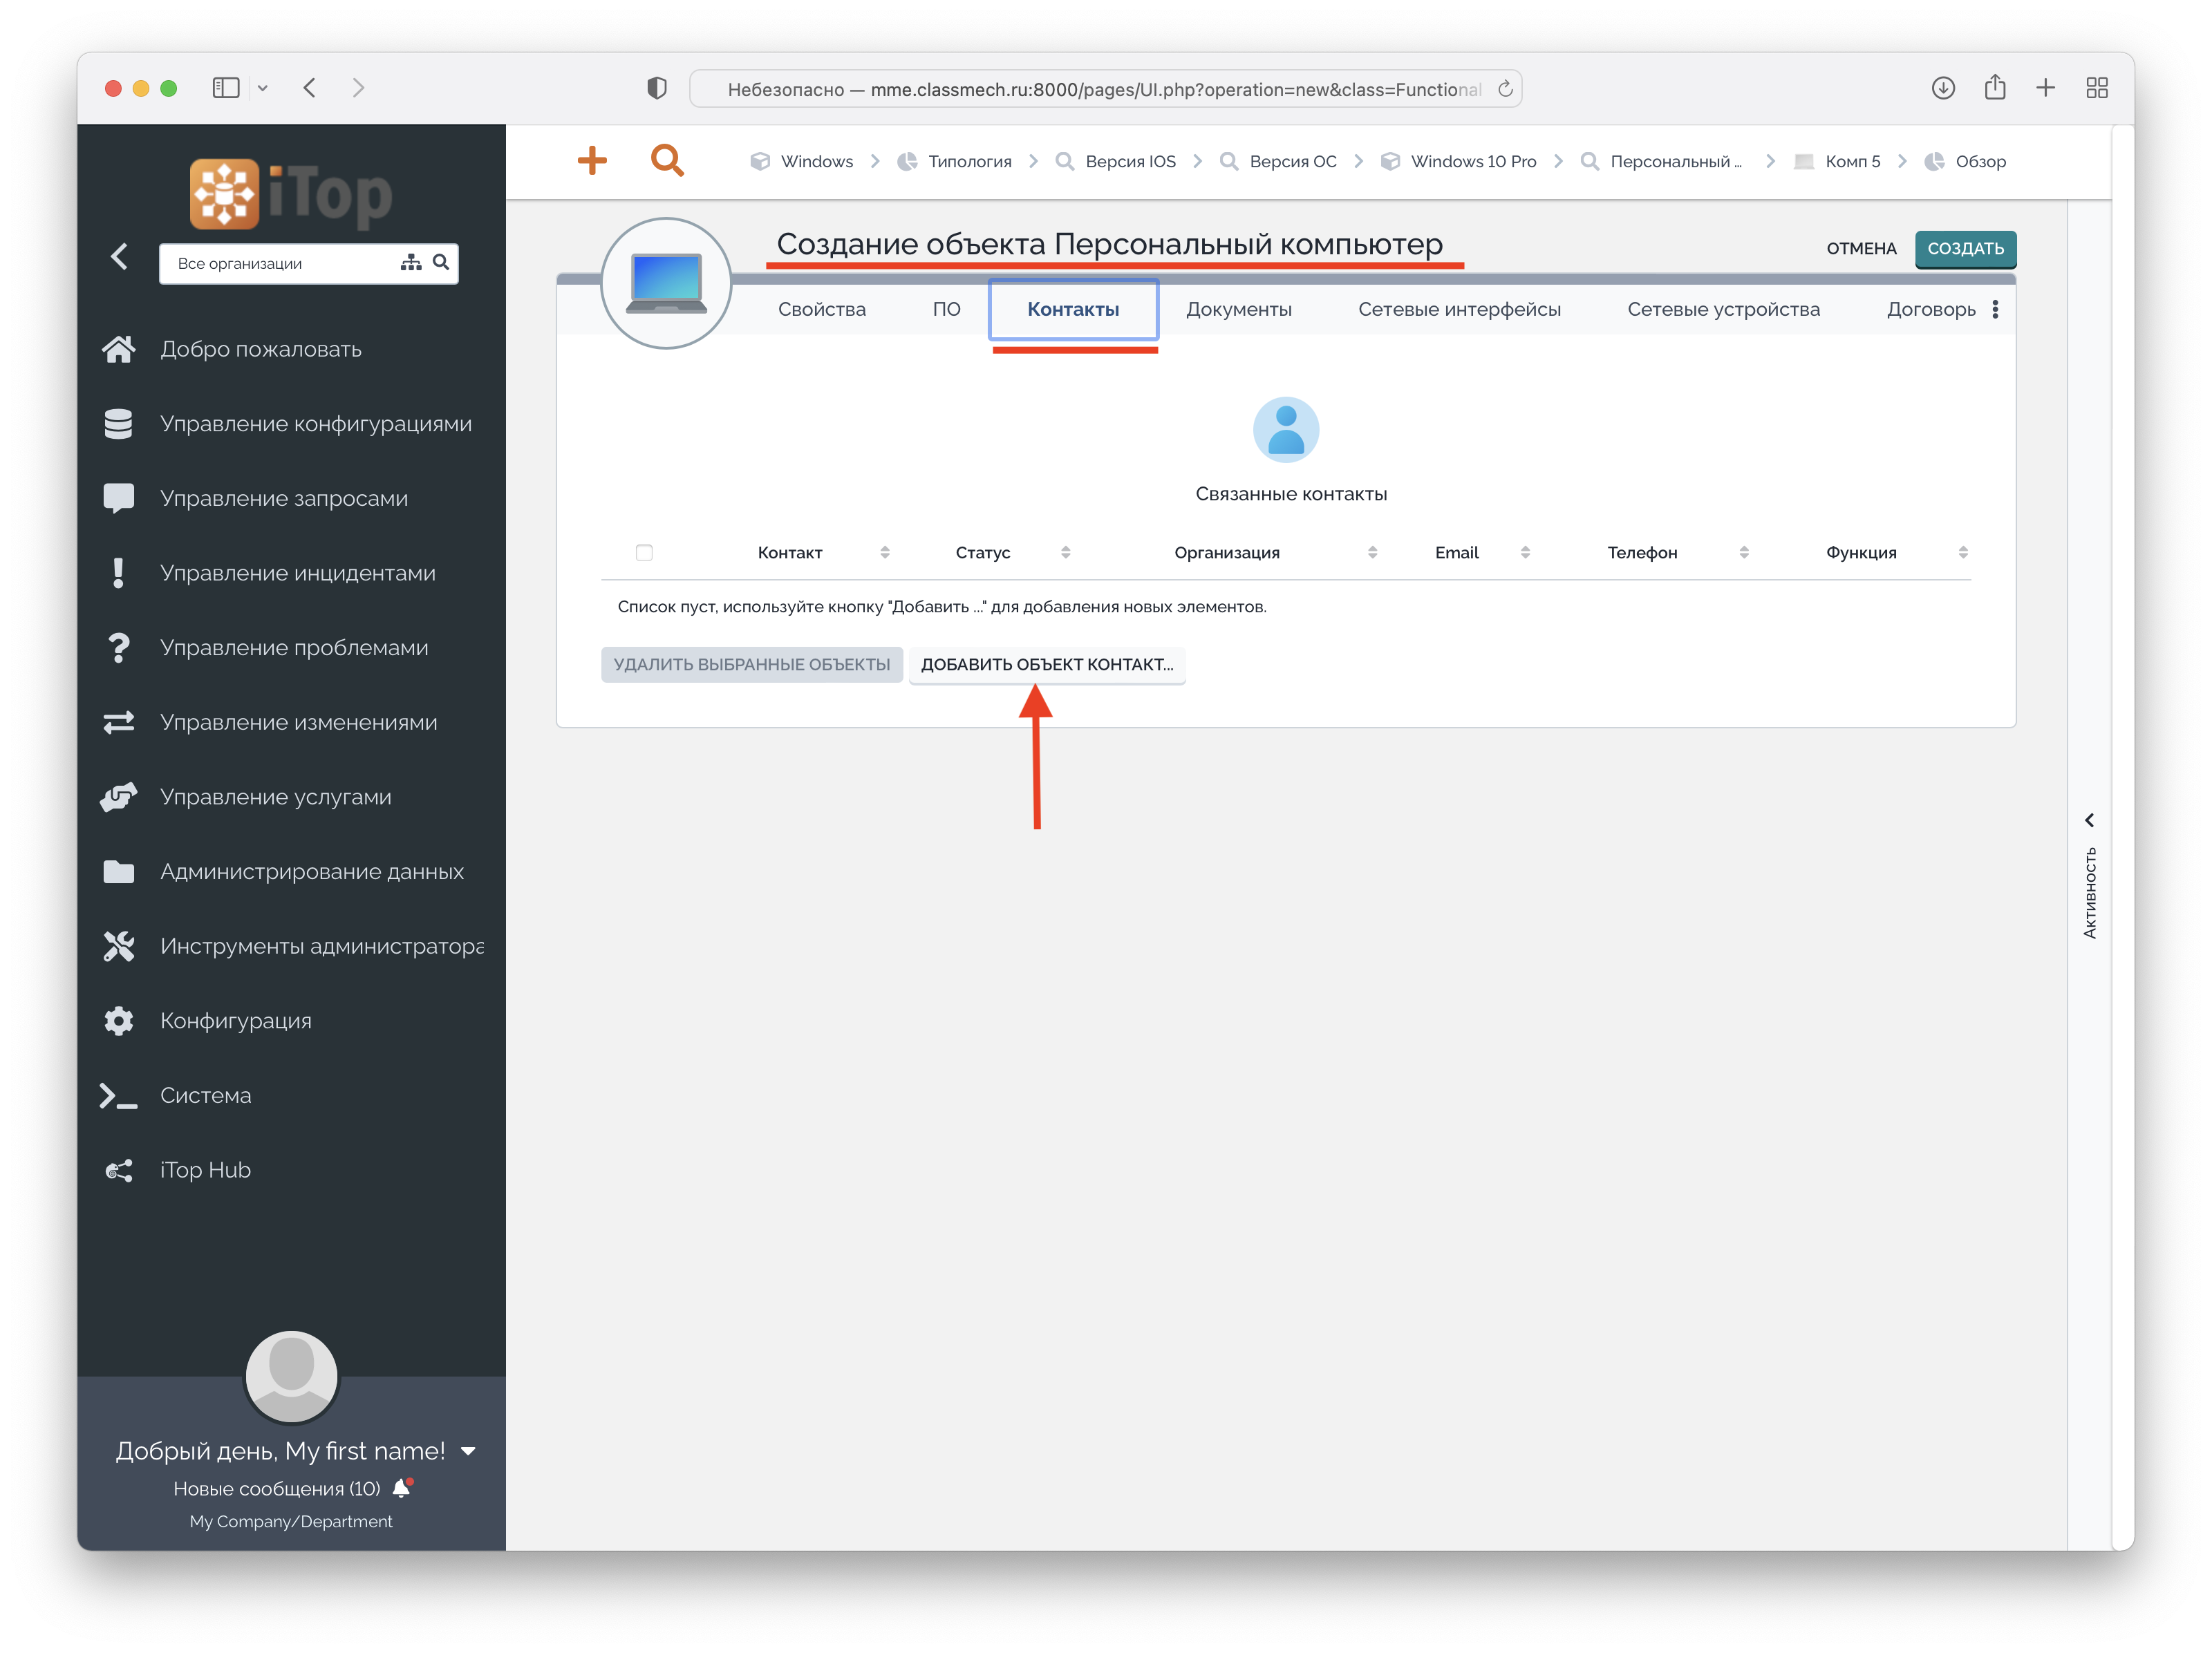 Небезопасно — mme.classmech.ru:8000/pages/UI.php?operation=new&class=Functional
iTop
Все организации
Добро пожаловать
Управление конфигурациями
Управление запросами
Управление инцидентами
Управление проблемами
Управление изменениями
Управление услугами
Администрирование данных
Инструменты администратора
Конфигурация
Система
iTop Hub
Добрый день, My first name!
Новые сообщения (10)
My Company/Department
Windows
Типология
Версия IOS
Версия ОС
Windows 10 Pro
Персональный ...
Комп 5
Обзор
Создание объекта Персональный компьютер
ОТМЕНА
СОЗДАТЬ
Свойства
ПО
Контакты
Документы
Сетевые интерфейсы
Сетевые устройства
Договорь
Связанные контакты
Контакт
Статус
Организация
Email
Телефон
Функция
Список пуст, используйте кнопку "Добавить ..." для добавления новых элементов.
УДАЛИТЬ ВЫБРАННЫЕ ОБЪЕКТЫ
ДОБАВИТЬ ОБЪЕКТ КОНТАКТ...
Активность